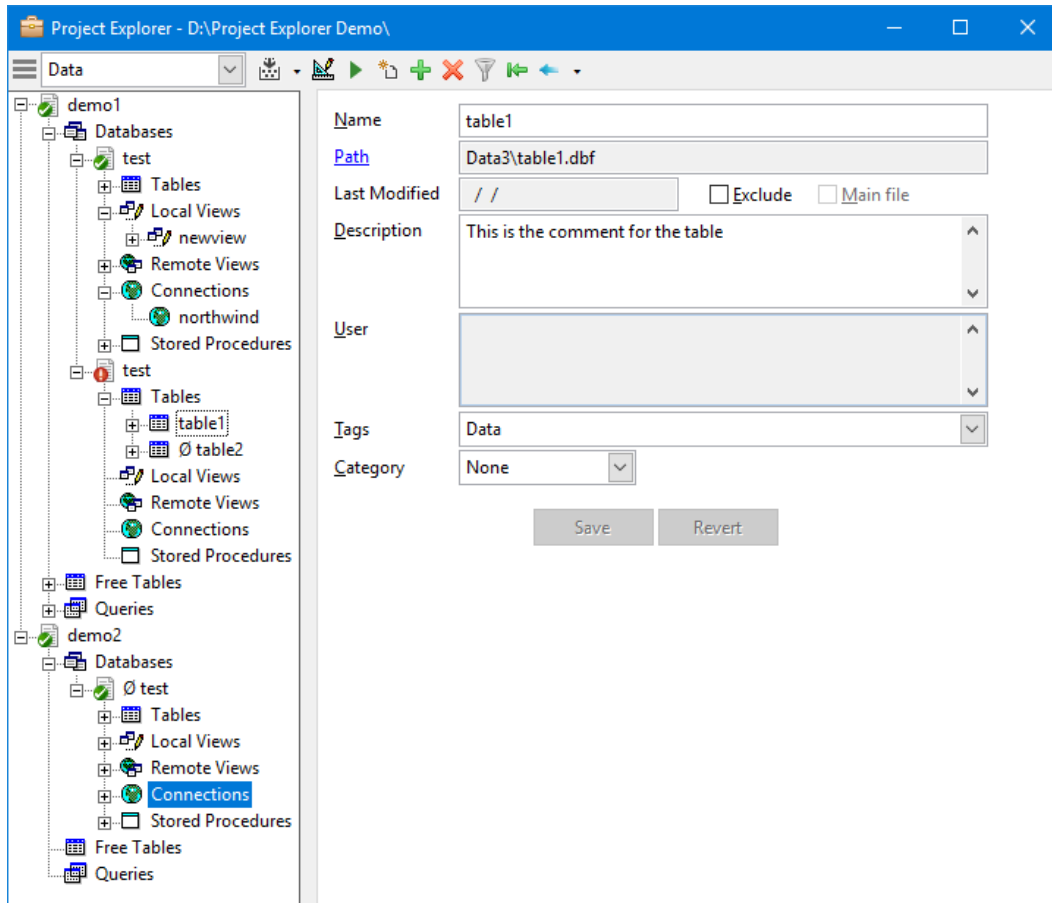 Project Explorer - D:\Project Explorer Demo\
Data
demo1
Databases
test
Tables
Local Views
newview
Remote Views
Connections
northwind
Stored Procedures
test
Tables
table1
Ø table2
Local Views
Remote Views
Connections
Stored Procedures
Free Tables
Queries
demo2
Databases
Ø test
Tables
Local Views
Remote Views
Connections
Stored Procedures
Free Tables
Queries
Name table1
Path Data3\table1.dbf
Last Modified / / Exclude Main file
Description This is the comment for the table
User
Tags Data
Category None
Save Revert